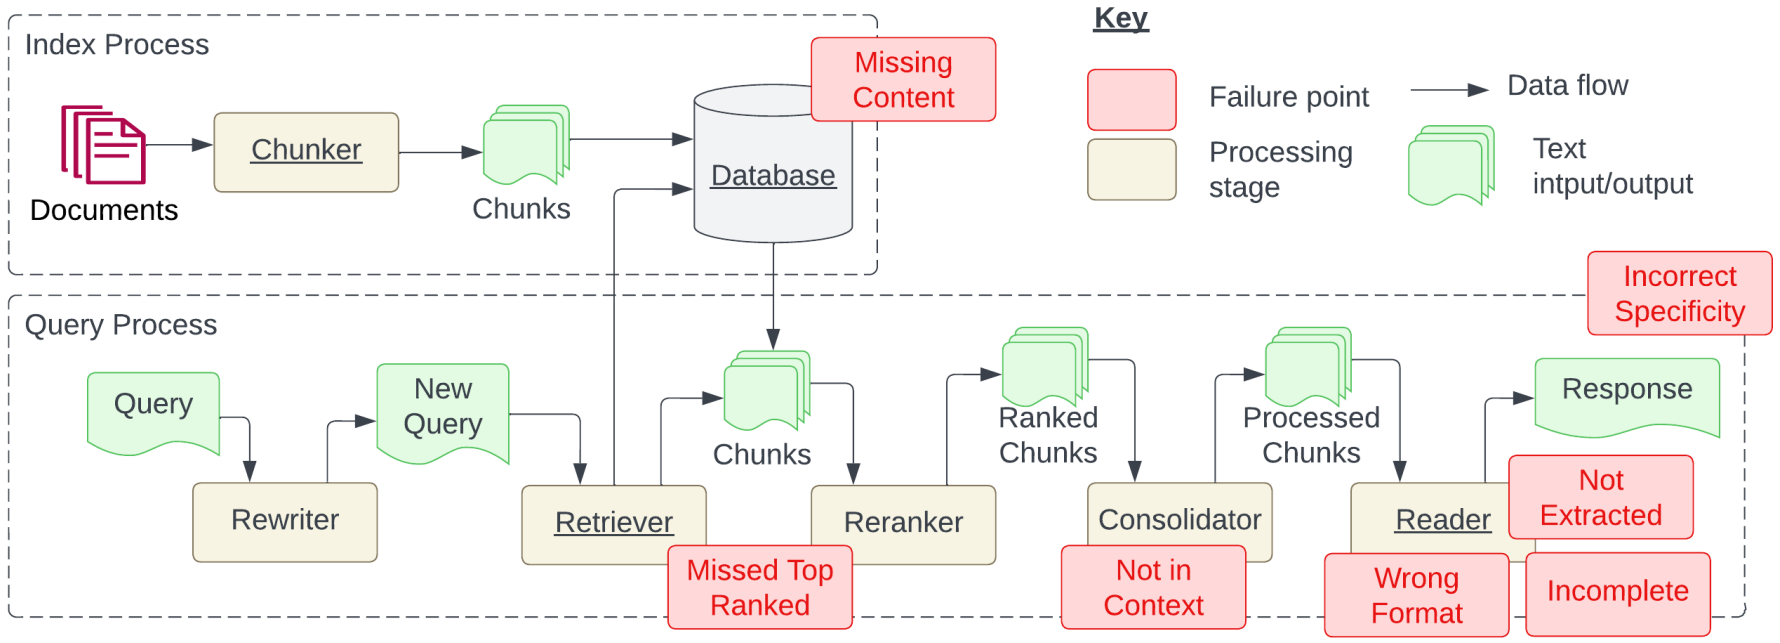 Index Process
Documents
Chunker
Chunks
Database
Missing
Content
Key
Failure point
Data flow
Processing
stage
Text
intput/output
Query Process
Incorrect
Specificity
Query
New
Query
Chunks
Ranked
Chunks
Processed
Chunks
Response
Rewriter
Retriever
Reranker
Consolidator
Reader
Missed Top
Ranked
Not in
Context
Not
Extracted
Wrong
Format
Incomplete